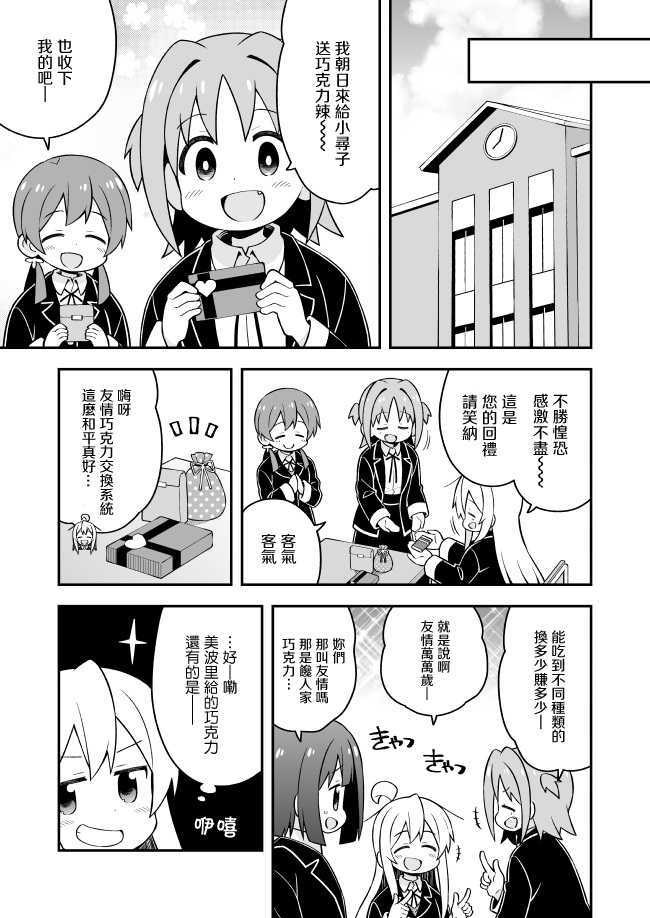 我朝日來給小尋子
送巧克力辣~~~
也收下
我的吧—
不勝惶恐
感激不盡~~
這是
您的回禮
請笑納
客氣
客氣
嗨呀
友情巧克力交換系統
這麼和平真好…
能吃到不同種類的
換多少賺多少—
就是說啊
友情萬萬歲—
妳們
那叫友情嗎
那是饞人家
巧克力…
きゃっ
きゃっ
…好—嘞
美波里給的巧克力
還有的是——
咿嘻